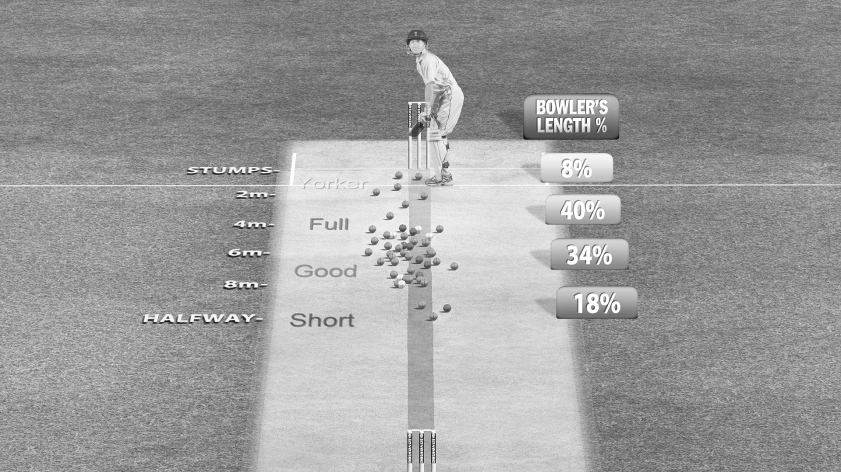 BOWLER'S
LENGTH %
STUMPS-
Yorker
8%
2m-
4m-
Full
40%
6m-
Good
34%
8m-
HALFWAY-
Short
18%